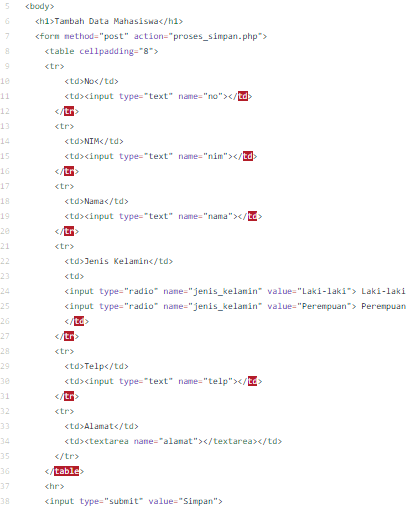 5 <body>
6 <h1>Tambah Data Mahasiswa</h1>
7 <form method="post" action="proses_simpan.php">
8 <table cellpadding="8">
9 <tr>
10 <td>No</td>
11 <td><input type="text" name="no"></td>
12 </tr>
13 <tr>
14 <td>NIM</td>
15 <td><input type="text" name="nim"></td>
16 </tr>
17 <tr>
18 <td>Nama</td>
19 <td><input type="text" name="nama"></td>
20 </tr>
21 <tr>
22 <td>Jenis Kelamin</td>
23 <td>
24 <input type="radio" name="jenis_kelamin" value="Laki-laki"> Laki-laki
25 <input type="radio" name="jenis_kelamin" value="Perempuan"> Perempuan
26 </td>
27 </tr>
28 <tr>
29 <td>Telp</td>
30 <td><input type="text" name="telp"></td>
31 </tr>
32 <tr>
33 <td>Alamat</td>
34 <td><textarea name="alamat"></textarea></td>
35 </tr>
36 </table>
37 <hr>
38 <input type="submit" value="Simpan">